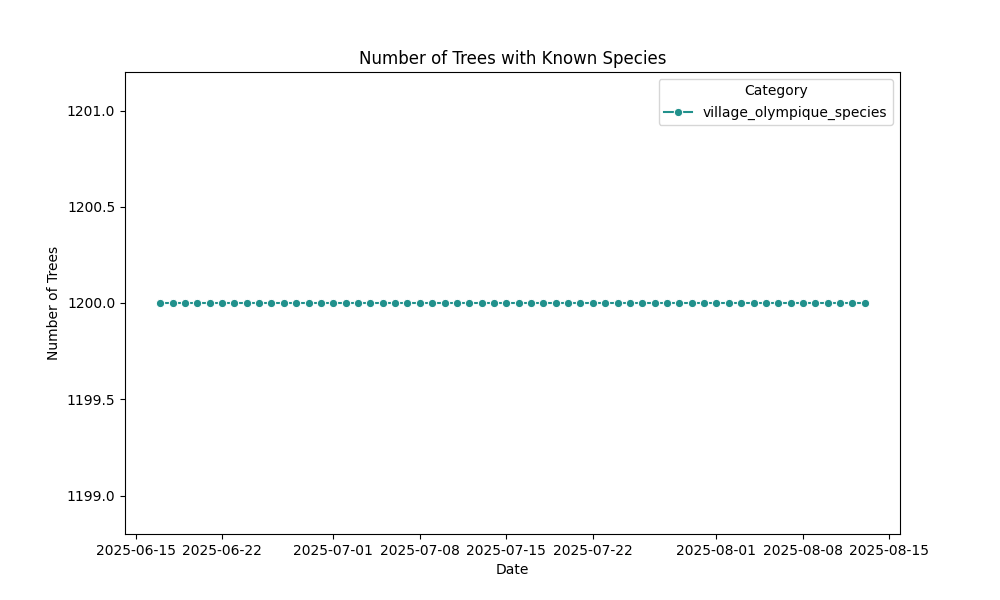 Number of Trees with Known Species
Category
village_olympique_species
Number of Trees
1201.0
1200.5
1200.0
1199.5
1199.0
2025-06-15 2025-06-22 2025-07-01 2025-07-08 2025-07-15 2025-07-22 2025-08-01 2025-08-08 2025-08-15
Date